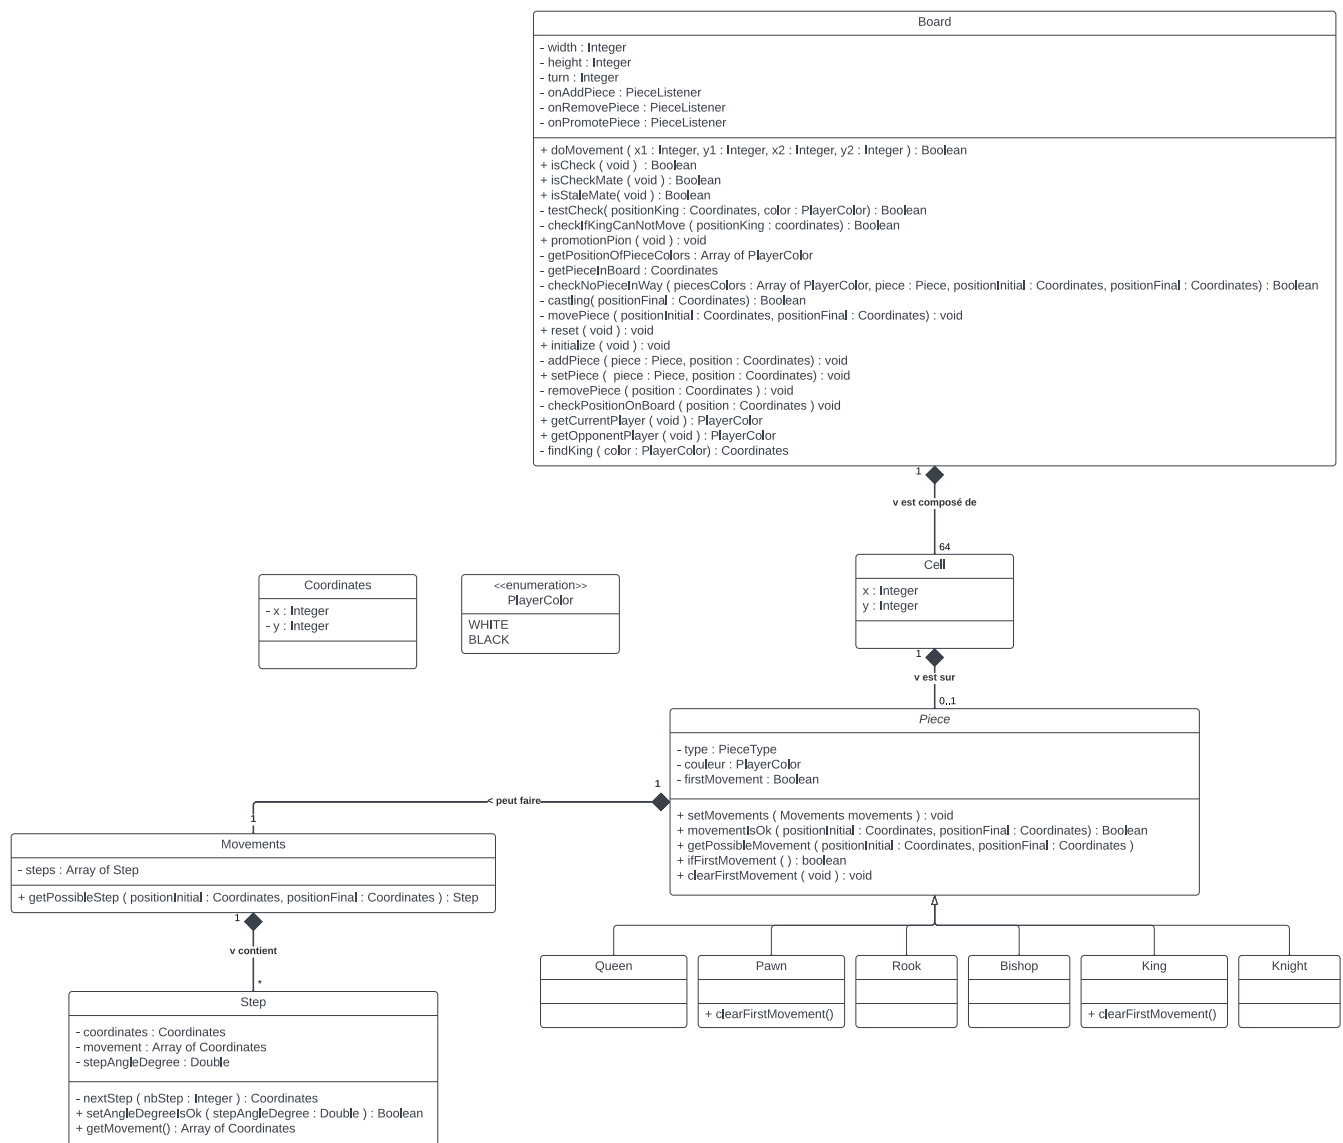 Board
- width : Integer
- height : Integer
- turn : Integer
- onAddPiece : PieceListener
- onRemovePiece : PieceListener
- onPromotePiece : PieceListener
+ doMovement ( x1 : Integer, y1 : Integer, x2 : Integer, y2 : Integer ) : Boolean
+ isCheck ( void )  : Boolean
+ isCheckMate ( void ) : Boolean
+ isStaleMate( void ) : Boolean
- testCheck( positionKing : Coordinates, color : PlayerColor) : Boolean
- checkIfKingCanNotMove ( positionKing : coordinates) : Boolean
+ promotionPion ( void ) : void
- getPositionOfPieceColors : Array of PlayerColor
- getPieceInBoard : Coordinates
- checkNoPieceInWay ( piecesColors : Array of PlayerColor, piece : Piece, positionInitial : Coordinates, positionFinal : Coordinates) : Boolean
- castling( positionFinal : Coordinates) : Boolean
- movePiece ( positionInitial : Coordinates, positionFinal : Coordinates) : void
+ reset ( void ) : void
+ initialize ( void ) : void
- addPiece ( piece : Piece, position : Coordinates) : void
+ setPiece (  piece : Piece, position : Coordinates) : void
- removePiece ( position : Coordinates ) : void
- checkPositionOnBoard ( position : Coordinates ) void
+ getCurrentPlayer ( void ) : PlayerColor
+ getOpponentPlayer ( void ) : PlayerColor
- findKing ( color : PlayerColor) : Coordinates
1
v est composé de
64
Cell
x : Integer
y : Integer
Coordinates
- x : Integer
- y : Integer
<<enumeration>>
PlayerColor
WHITE
BLACK
1
v est sur
0..1
Piece
- type : PieceType
- couleur : PlayerColor
- firstMovement : Boolean
+ setMovements ( Movements movements ) : void
+ movementIsOk ( positionInitial : Coordinates, positionFinal : Coordinates) : Boolean
+ getPossibleMovement ( positionInitial : Coordinates, positionFinal : Coordinates )
+ ifFirstMovement ( ) : boolean
+ clearFirstMovement ( void ) : void
1
< peut faire
1
Movements
- steps : Array of Step
+ getPossibleStep ( positionInitial : Coordinates, positionFinal : Coordinates ) : Step
1
v contient
*
Step
- coordinates : Coordinates
- movement : Array of Coordinates
- stepAngleDegree : Double
- nextStep ( nbStep : Integer ) : Coordinates
+ setAngleDegreeIsOk ( stepAngleDegree : Double ) : Boolean
+ getMovement() : Array of Coordinates
Queen
Pawn
+ clearFirstMovement()
Rook
Bishop
King
+ clearFirstMovement()
Knight